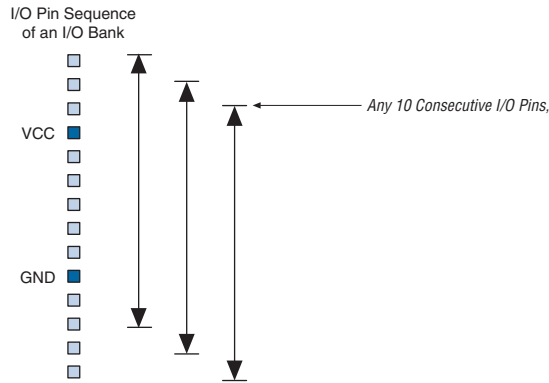 I/O Pin Sequence
of an I/O Bank
Any 10 Consecutive I/O Pins,
VCC
GND